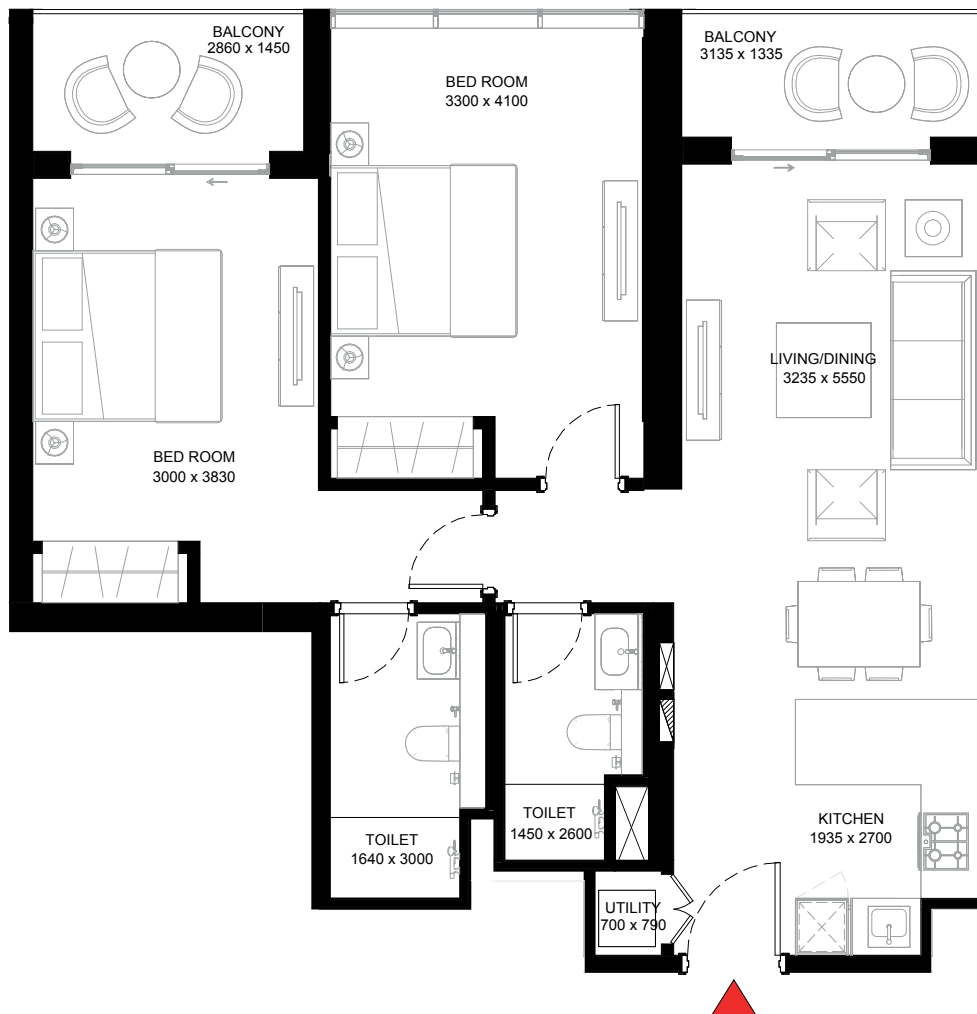 BALCONY
2860 x 1450
BED ROOM
3300 x 4100
BALCONY
3135 x 1335
LIVING/DINING
3235 x 5550
BED ROOM
3000 x 3830
TOILET
1640 x 3000
TOILET
1450 x 2600
KITCHEN
1935 x 2700
UTILITY
700 x 790